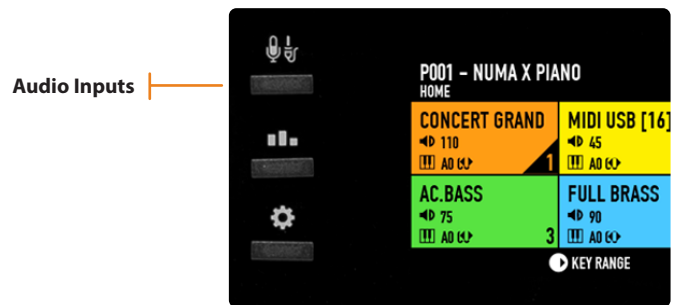 Audio Inputs
P001 - NUMA X PIANO
HOME
CONCERT GRAND
110
A0
1
MIDI USB [16]
45
A0
AC.BASS
75
A0
3
FULL BRASS
90
A0
KEY RANGE